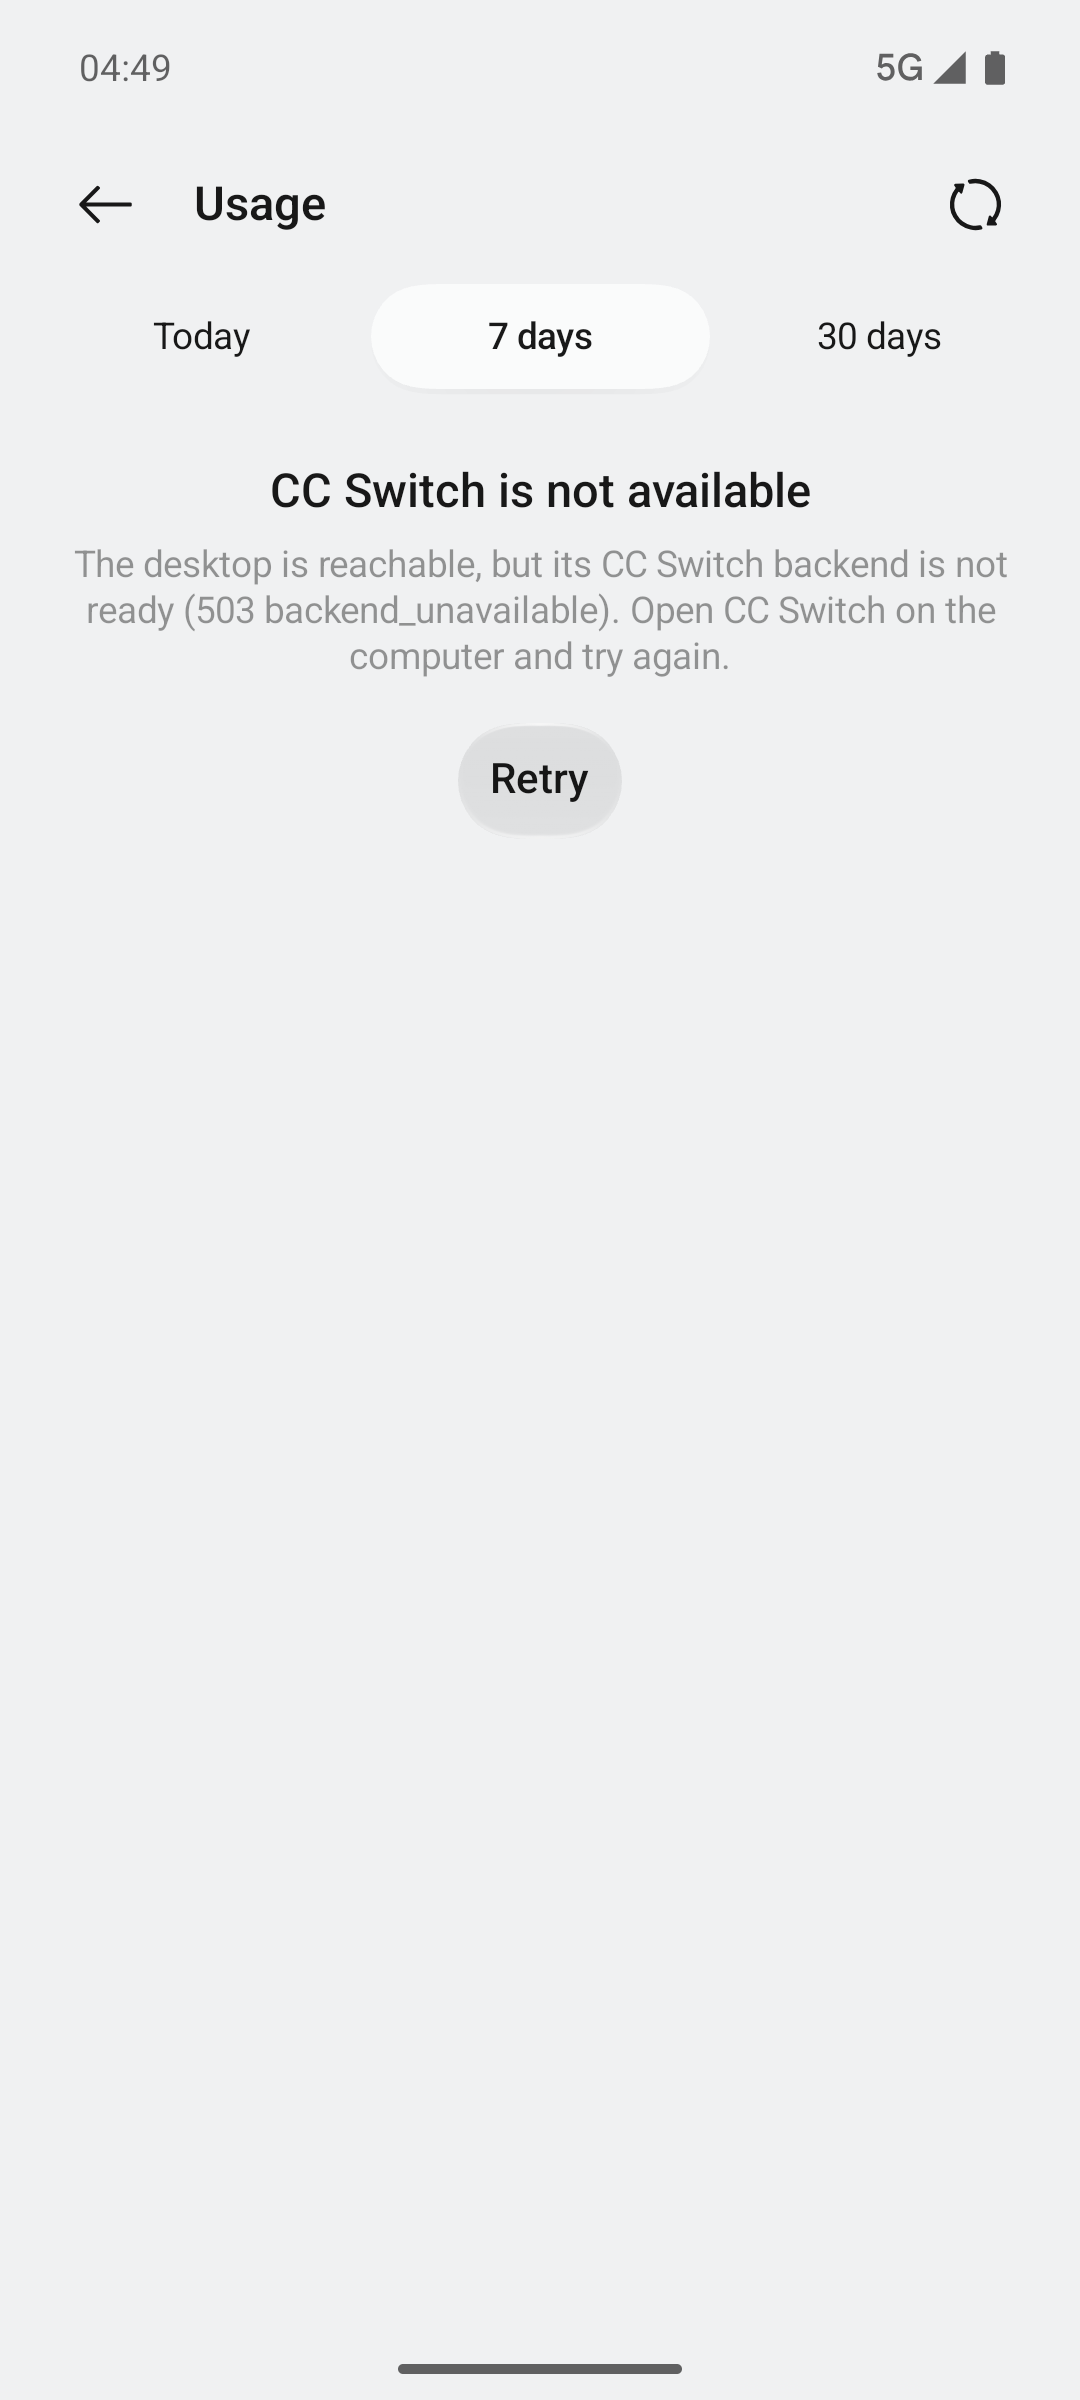 04:49
5G
Usage
Today
7 days
30 days
CC Switch is not available
The desktop is reachable, but its CC Switch backend is not
ready (503 backend_unavailable). Open CC Switch on the
computer and try again.
Retry